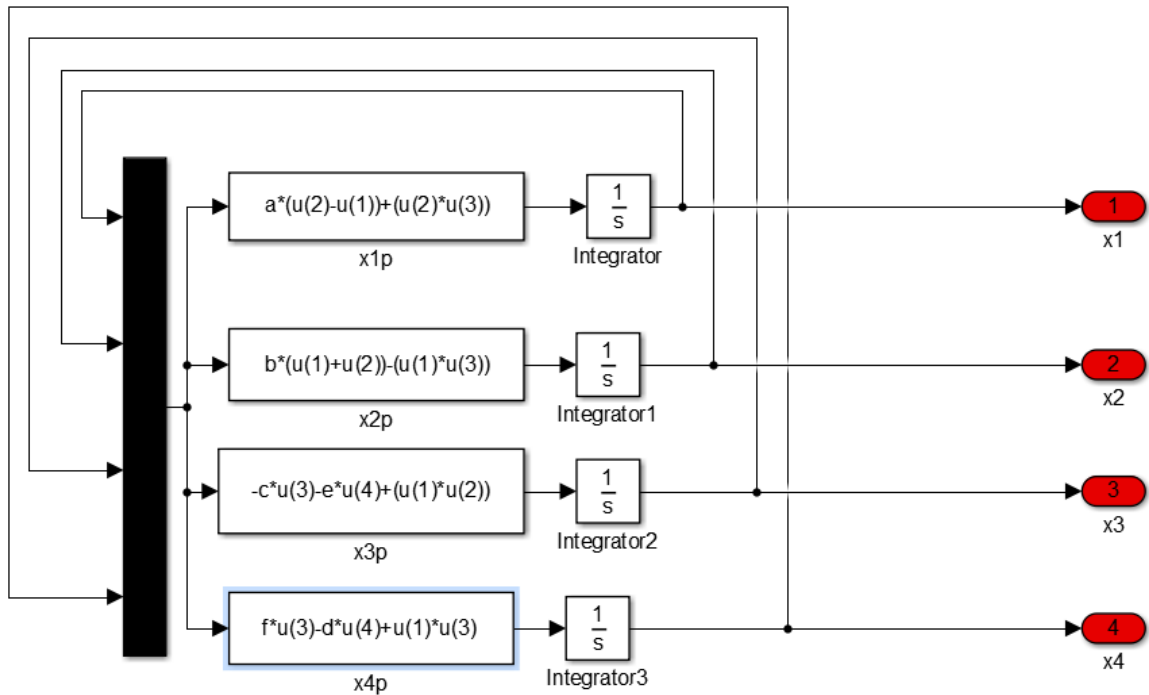 a*(u(2)-u(1))+(u(2)*u(3))
1
s
1
x1p
Integrator
x1
b*(u(1)+u(2))-(u(1)*u(3))
1
s
2
x2p
Integrator1
x2
-c*u(3)-e*u(4)+(u(1)*u(2))
1
s
3
x3p
Integrator2
x3
f*u(3)-d*u(4)+u(1)*u(3)
1
s
4
x4p
Integrator3
x4